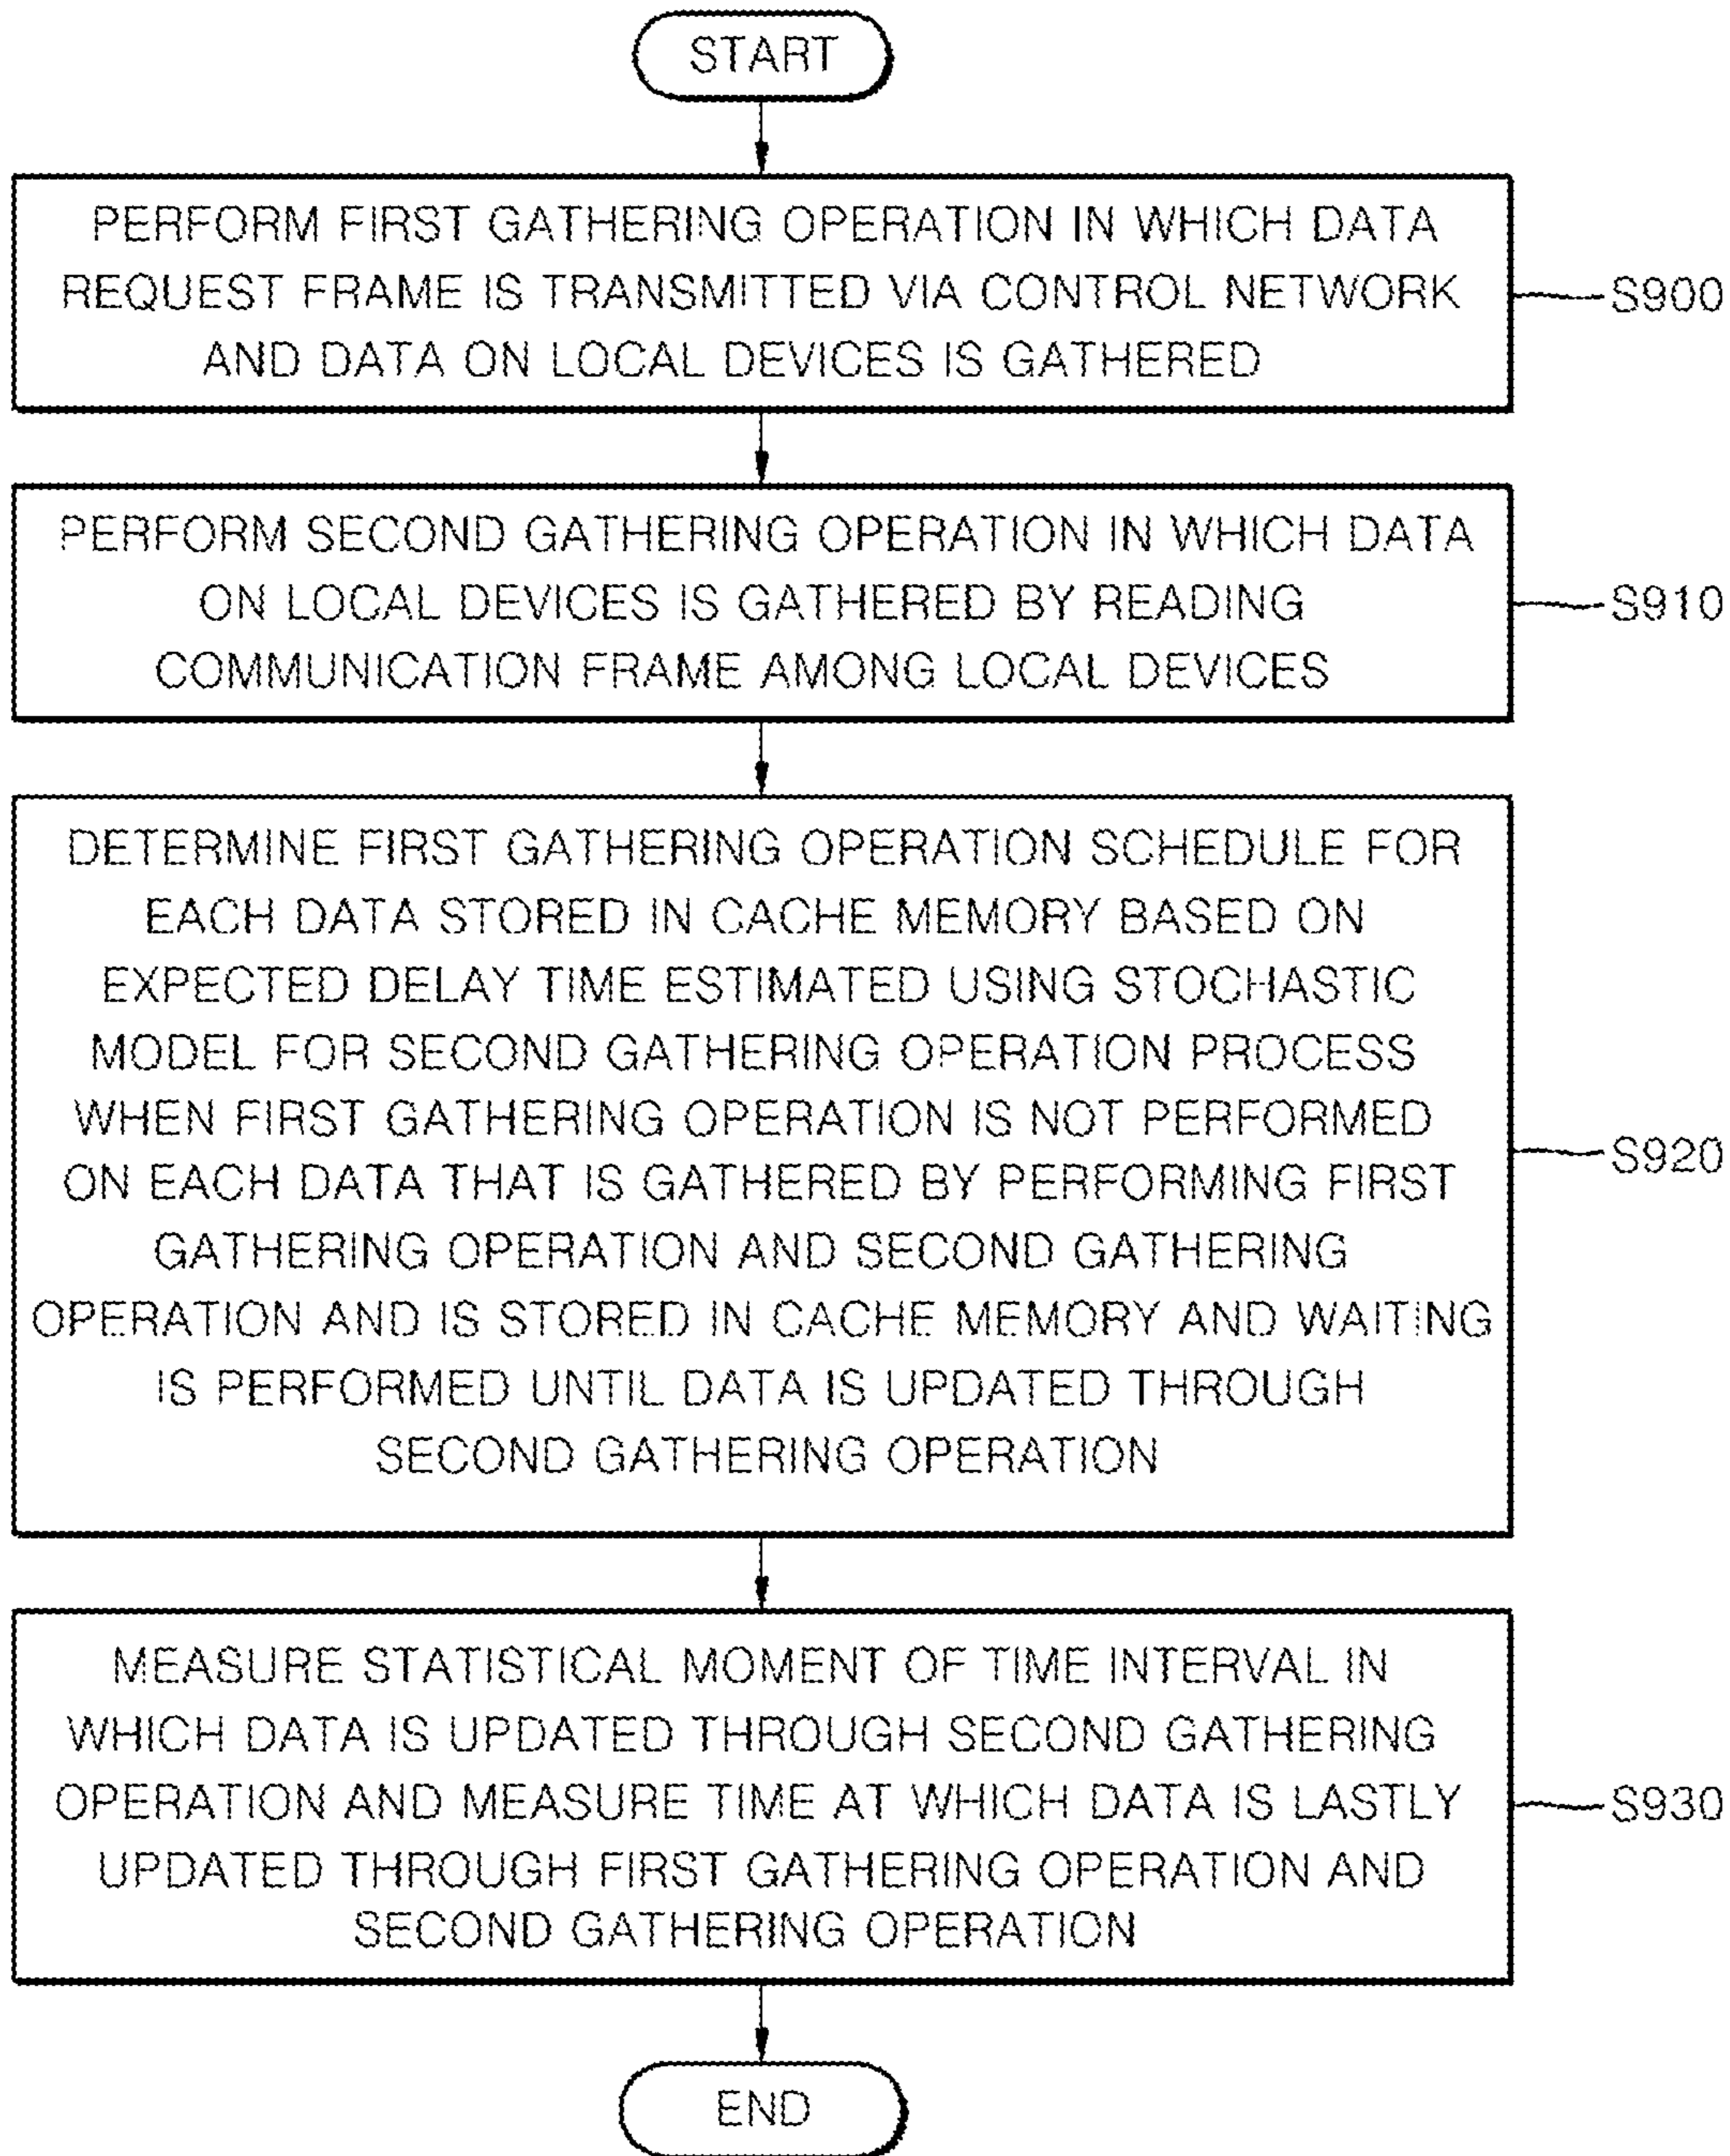 START
PERFORM FIRST GATHERING OPERATION IN WHICH DATA
REQUEST FRAME IS TRANSMITTED VIA CONTROL NETWORK
AND DATA ON LOCAL DEVICES IS GATHERED
S900
PERFORM SECOND GATHERING OPERATION IN WHICH DATA
ON LOCAL DEVICES IS GATHERED BY READING
COMMUNICATION FRAME AMONG LOCAL DEVICES
S910
DETERMINE FIRST GATHERING OPERATION SCHEDULE FOR
EACH DATA STORED IN CACHE MEMORY BASED ON
EXPECTED DELAY TIME ESTIMATED USING STOCHASTIC
MODEL FOR SECOND GATHERING OPERATION PROCESS
WHEN FIRST GATHERING OPERATION IS NOT PERFORMED
ON EACH DATA THAT IS GATHERED BY PERFORMING FIRST
GATHERING OPERATION AND SECOND GATHERING
OPERATION AND IS STORED IN CACHE MEMORY AND WAITING
IS PERFORMED UNTIL DATA IS UPDATED THROUGH
SECOND GATHERING OPERATION
S920
MEASURE STATISTICAL MOMENT OF TIME INTERVAL IN
WHICH DATA IS UPDATED THROUGH SECOND GATHERING
OPERATION AND MEASURE TIME AT WHICH DATA IS LASTLY
UPDATED THROUGH FIRST GATHERING OPERATION AND
SECOND GATHERING OPERATION
S930
END